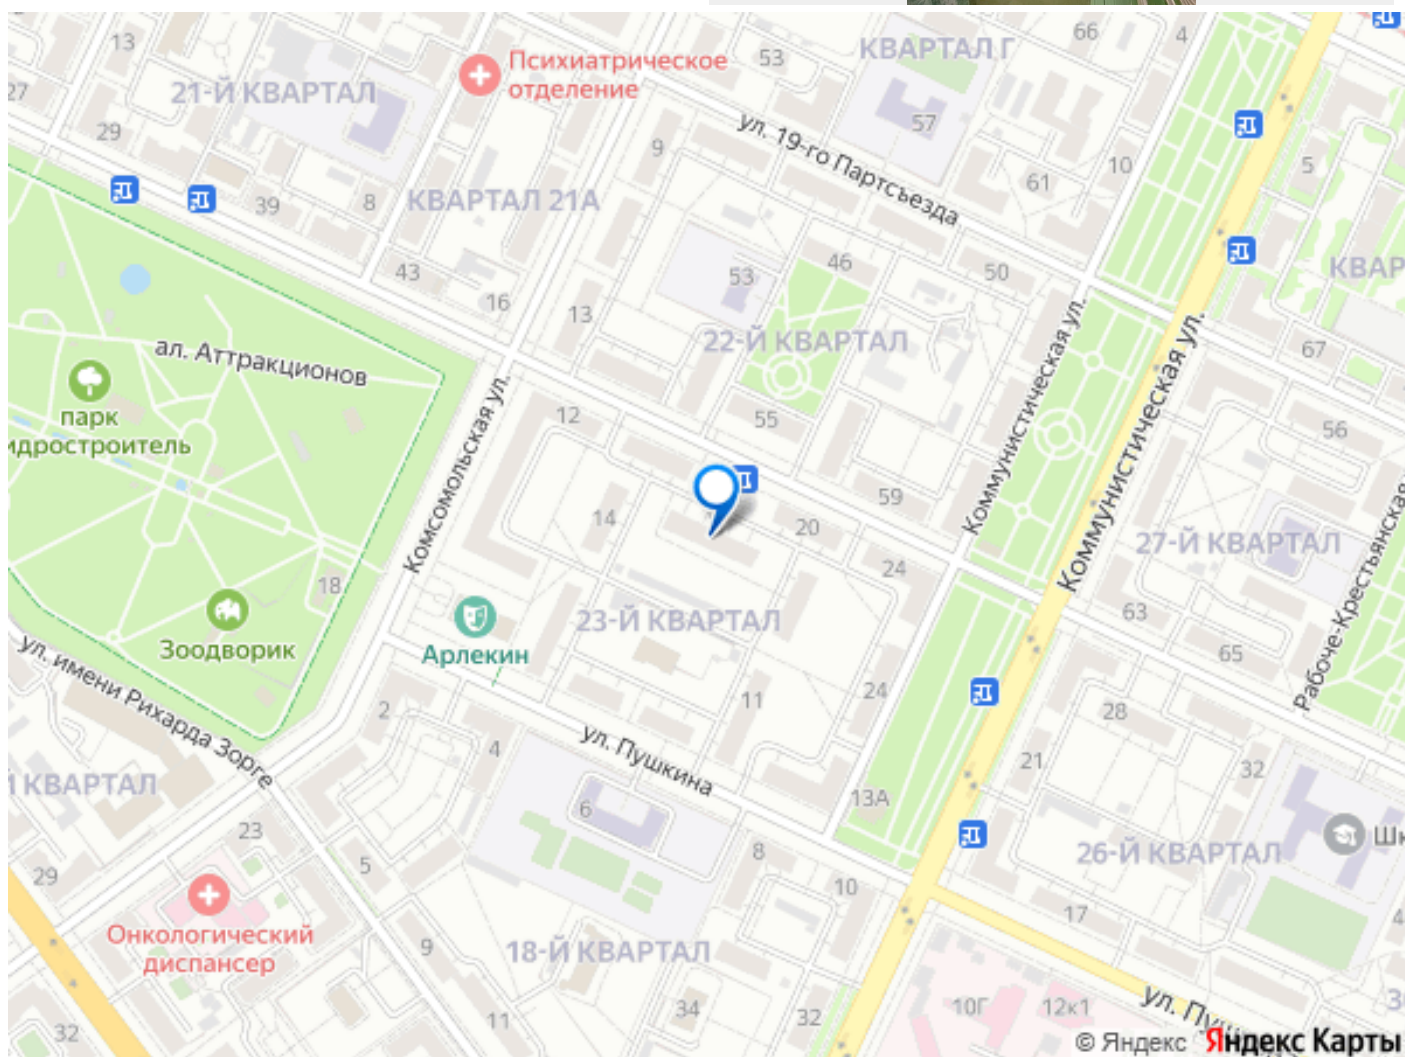 13
27
21-Й КВАРТАЛ
29
Психиатрическое
отделение
53
КВАРТАЛ Г
66
4
57
ул. 19-го Партсъезда
9
61
10
5
39
8
КВАРТАЛ 21А
43
16
13
53
46
50
КВАР
22-Й КВАРТАЛ
67
ал. Аттракционов
парк
идростроитель
Комсомольская ул.
12
55
59
56
Коммунистическая ул.
Коммунистическая ул.
14
20
24
27-Й КВАРТАЛ
18
Зоодворик
Арлекин
23-Й КВАРТАЛ
63
65
Рабоче-Крестьянская
ул. имени Рихарда Зорге
2
4
11
24
28
21
32
ул. Пушкина
Й КВАРТАЛ
23
29
5
6
13А
8
10
26-Й КВАРТАЛ
Шк
17
4
Онкологический
диспансер
9
18-Й КВАРТАЛ
11
34
32
32
10Г
12к1
ул. Пу
3
© Яндекс Яндекс Карты